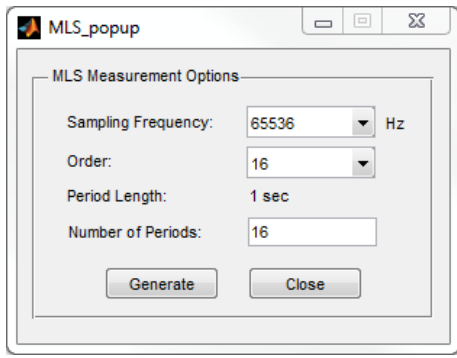 MLS_popup
MLS Measurement Options
Sampling Frequency: 65536 Hz
Order: 16
Period Length: 1 sec
Number of Periods: 16
Generate Close